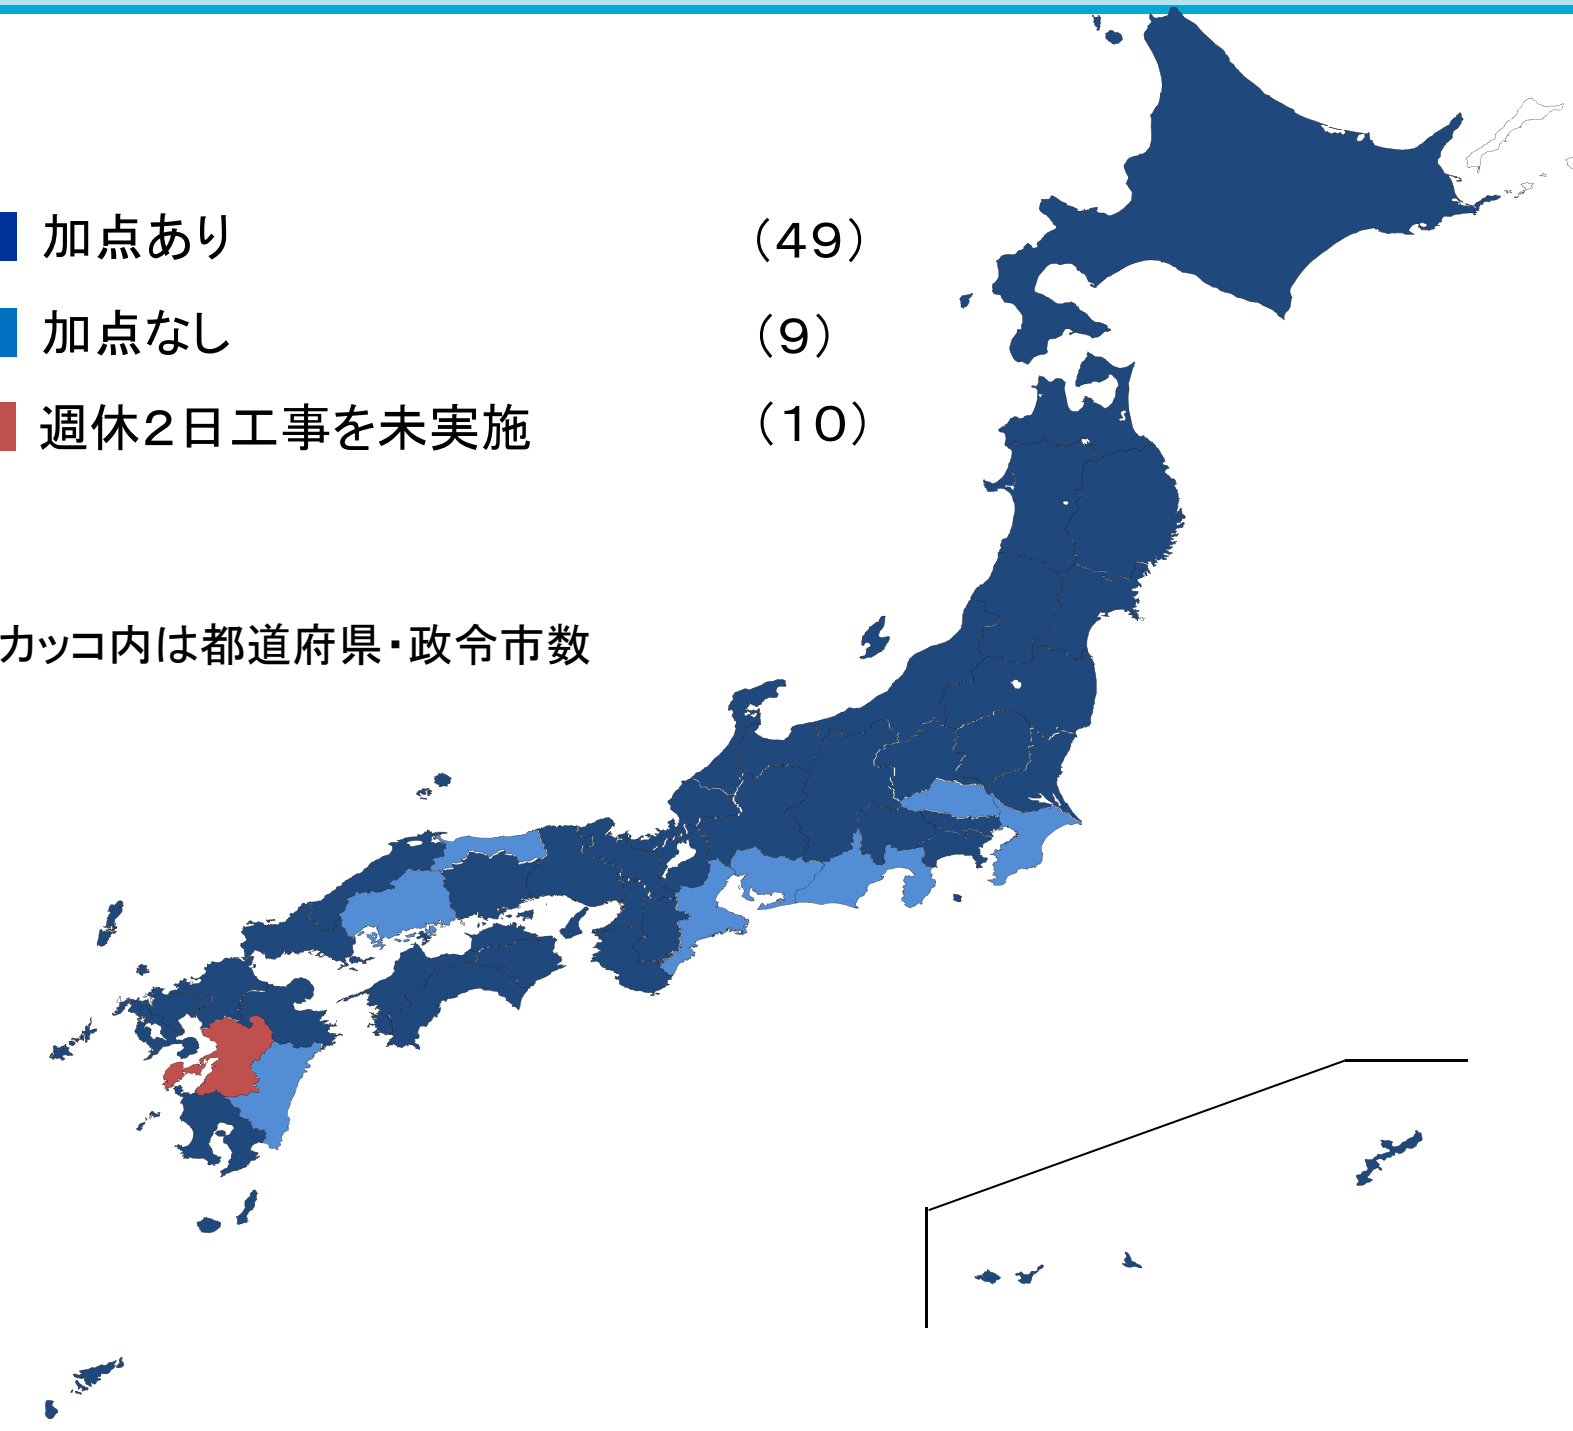 加点あり （49）
加点なし （9）
週休2日工事を未実施 （10）
カッコ内は都道府県・政令市数